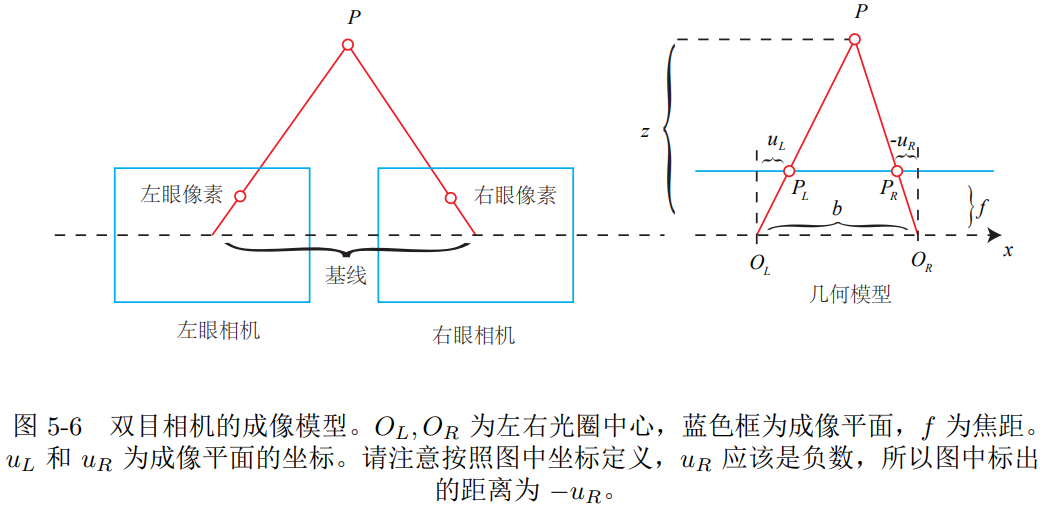 P
左眼像素
右眼像素
基线
左眼相机
右眼相机
P
z
u_L
-u_R
P_L
P_R
b
f
x
O_L
O_R
几何模型
图 5-6 双目相机的成像模型。O_L, O_R 为左右光圈中心，蓝色框为成像平面，f 为焦距。
u_L 和 u_R 为成像平面的坐标。请注意按照图中坐标定义，u_R 应该是负数，所以图中标出
的距离为 −u_R。